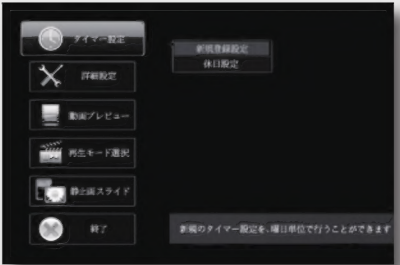 タイマー設定
新規登録設定
休日設定
詳細設定
動画プレビュー
再生モード選択
静止画スライド
終了
新規のタイマー設定を、曜日単位で行うことができます